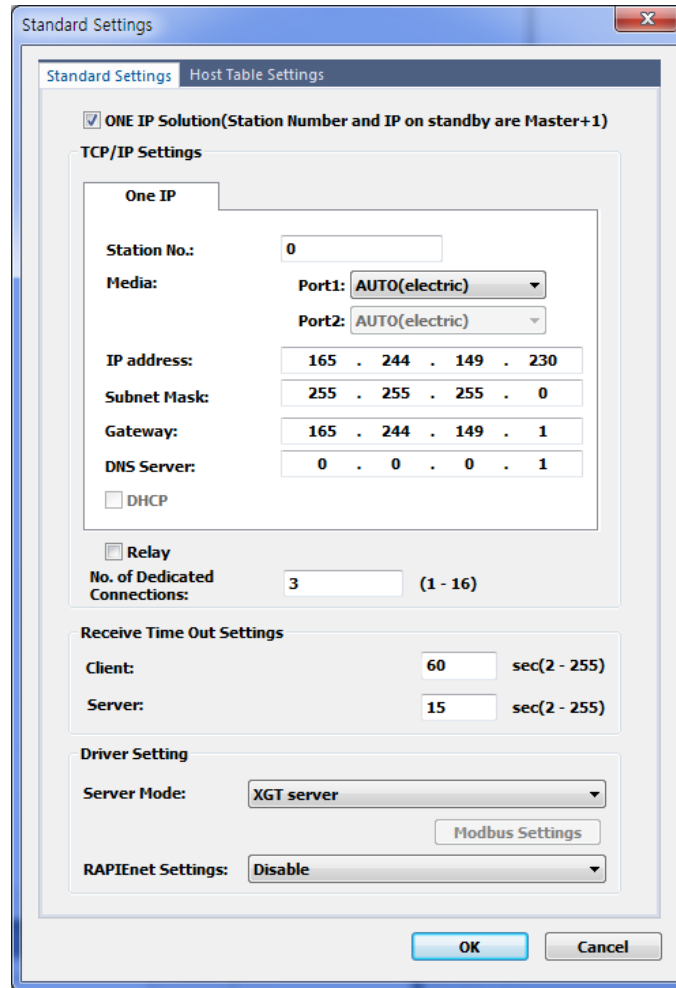 Standard Settings
Standard Settings Host Table Settings
ONE IP Solution(Station Number and IP on standby are Master+1)
TCP/IP Settings
One IP
Station No.: 0
Media: Port1: AUTO(electric)
Port2: AUTO(electric)
IP address: 165 . 244 . 149 . 230
Subnet Mask: 255 . 255 . 255 . 0
Gateway: 165 . 244 . 149 . 1
DNS Server: 0 . 0 . 0 . 1
DHCP
Relay
No. of Dedicated
Connections: 3 (1 - 16)
Receive Time Out Settings
Client: 60 sec(2 - 255)
Server: 15 sec(2 - 255)
Driver Setting
Server Mode: XGT server
Modbus Settings
RAPIEnet Settings: Disable
OK Cancel